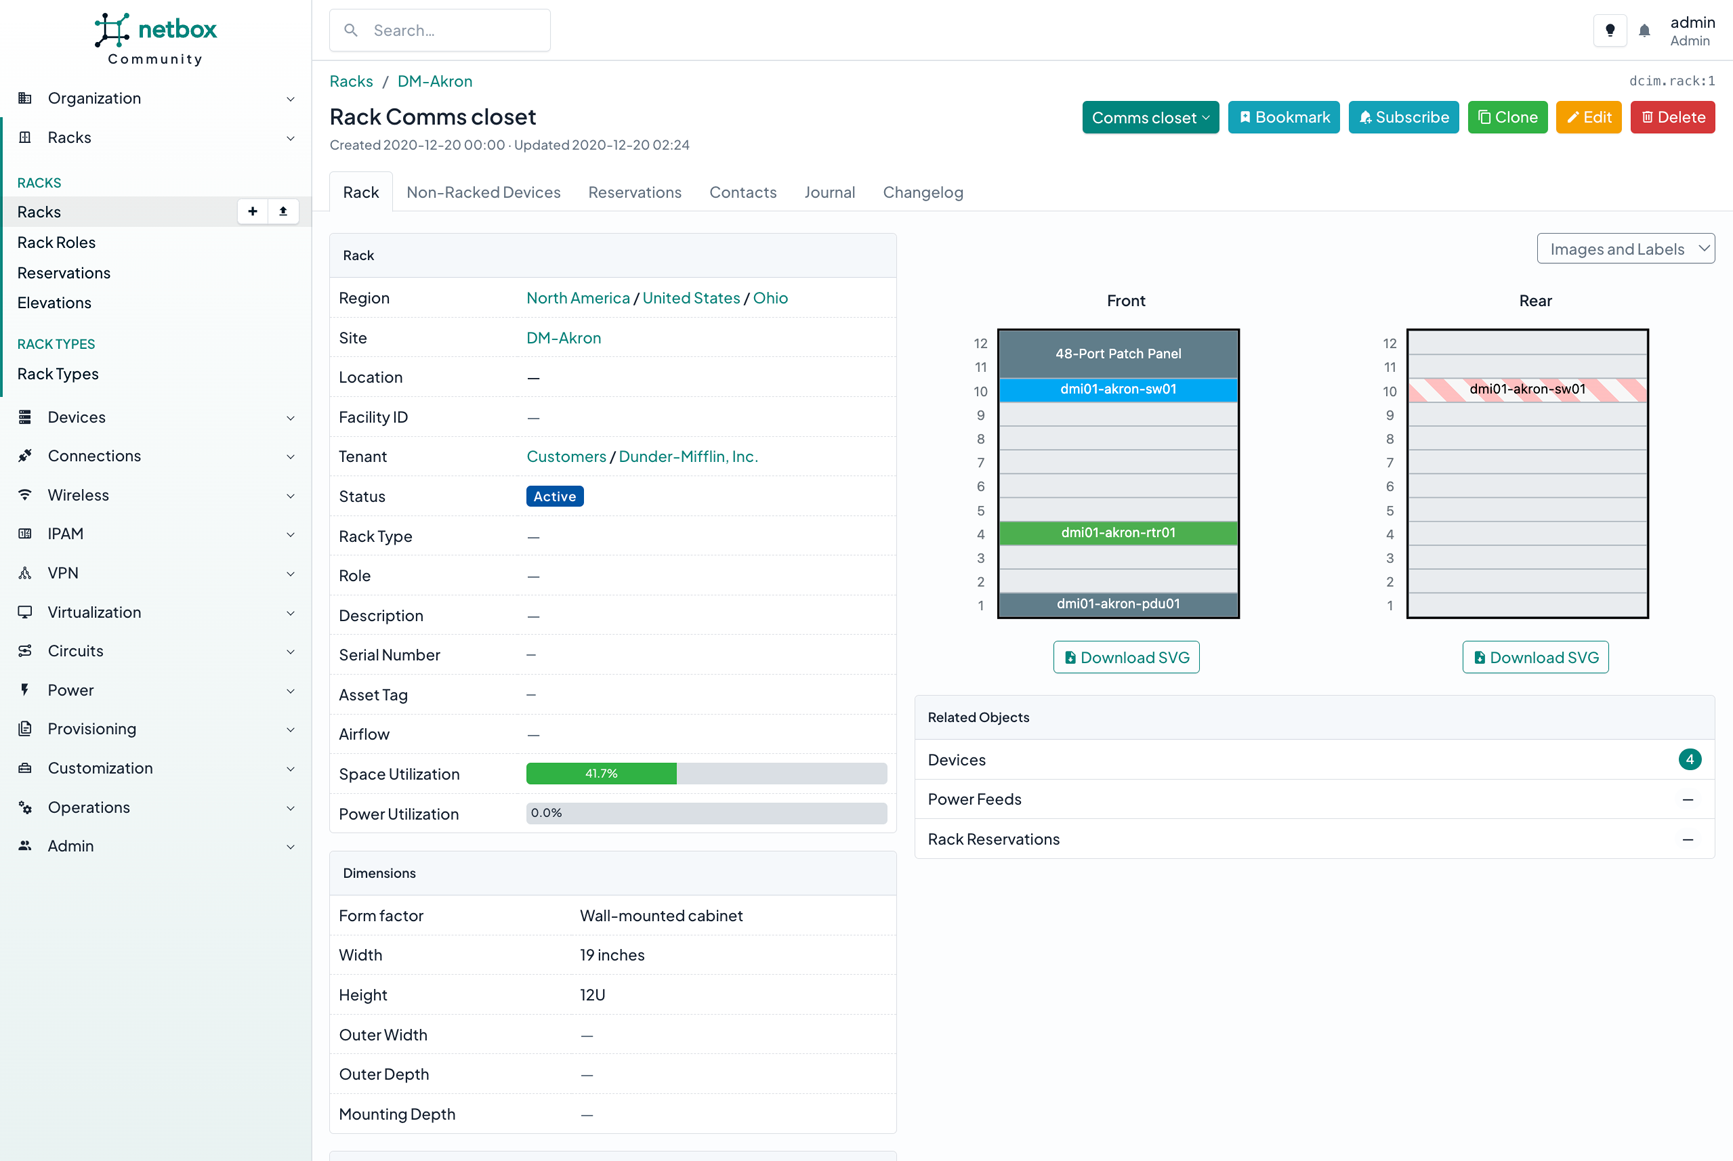 netbox
Community
Search...
admin
Admin
Organization
Racks
RACKS
Racks
Rack Roles
Reservations
Elevations
RACK TYPES
Rack Types
Devices
Connections
Wireless
IPAM
VPN
Virtualization
Circuits
Power
Provisioning
Customization
Operations
Admin
Racks / DM-Akron
dcim.rack:1
Rack Comms closet
Created 2020-12-20 00:00 · Updated 2020-12-20 02:24
Comms closet
Bookmark
Subscribe
Clone
Edit
Delete
Rack Non-Racked Devices Reservations Contacts Journal Changelog
Rack
Region North America / United States / Ohio
Site DM-Akron
Location —
Facility ID —
Tenant Customers / Dunder-Mifflin, Inc.
Status Active
Rack Type —
Role —
Description —
Serial Number —
Asset Tag —
Airflow —
Space Utilization 41.7%
Power Utilization 0.0%
Dimensions
Form factor Wall-mounted cabinet
Width 19 inches
Height 12U
Outer Width —
Outer Depth —
Mounting Depth —
Images and Labels
Front
12
48-Port Patch Panel
11
10 dmi01-akron-sw01
9
8
7
6
5
4 dmi01-akron-rtr01
3
2
1 dmi01-akron-pdu01
Download SVG
Rear
12
11
10 dmi01-akron-sw01
9
8
7
6
5
4
3
2
1
Download SVG
Related Objects
Devices 4
Power Feeds —
Rack Reservations —